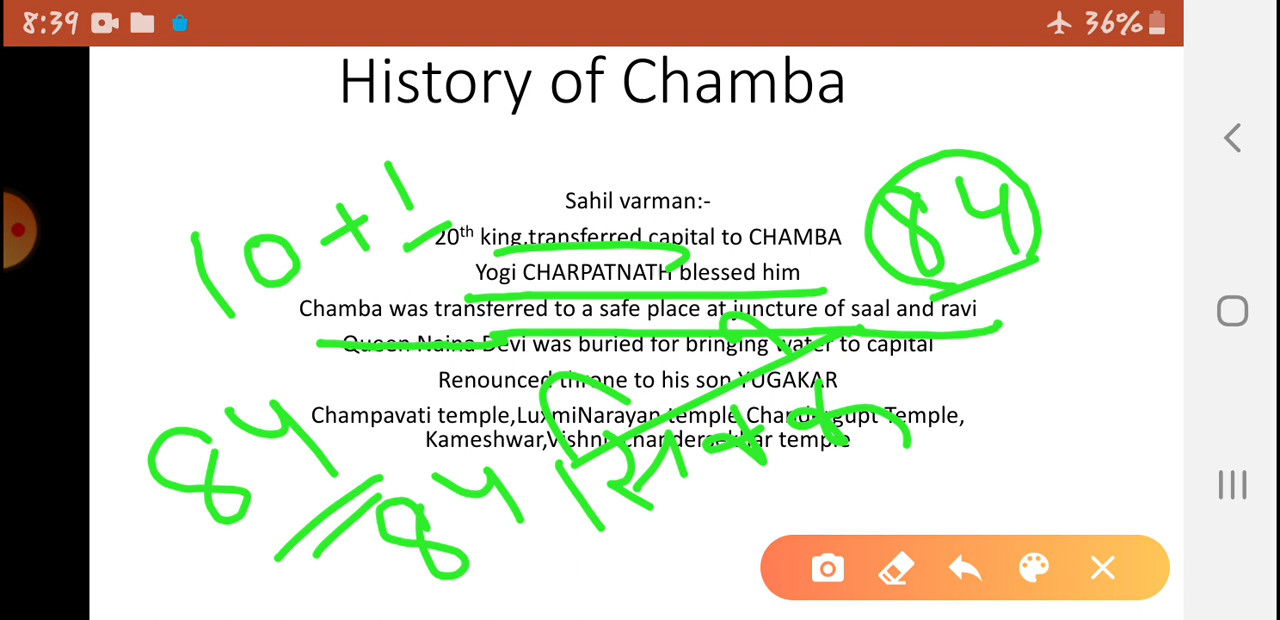 8:39 36%
History of Chamba
84
10 + 1
Sahil varman:-
20th king.transferred capital to CHAMBA
Yogi CHARPATNATH blessed him
Chamba was transferred to a safe place at juncture of saal and ravi
Queen Naina Devi was buried for bringing water to capital
Renounced throne to his son YUGAKAR
Champavati temple,LuxmiNarayan temple,Chandergupt Temple,
Kameshwar,Vishnu,chandersekhar temple
84
84